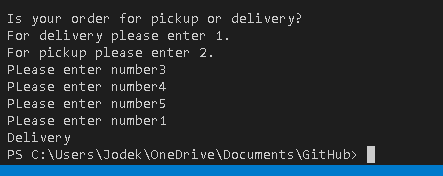 Is your order for pickup or delivery?
For delivery please enter 1.
For pickup please enter 2.
PLease enter number3
PLease enter number4
PLease enter number5
PLease enter number1
Delivery
PS C:\Users\Jodek\OneDrive\Documents\GitHub>